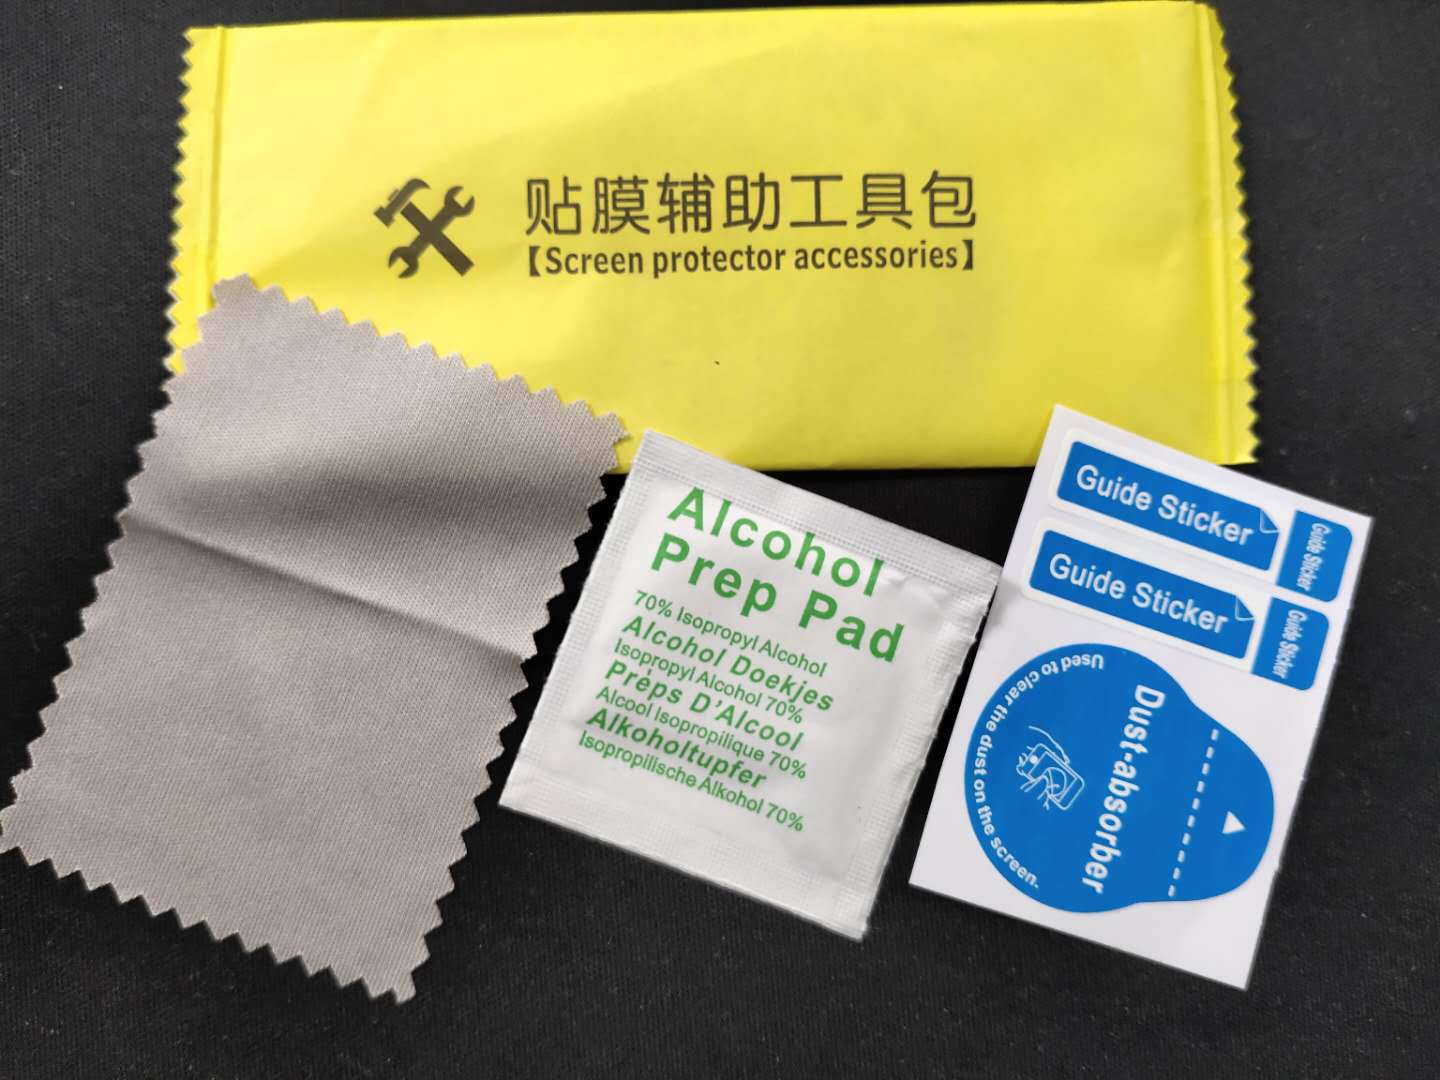 贴膜辅助工具包
【Screen protector accessories】
Alcohol
Prep Pad
70% Isopropyl Alcohol
Alcohol Doekjes
Isopropyl Alcohol 70%
Préps D'Alcool
Alcool Isopropilique 70%
Alkoholtupfer
Isopropilische Alkohol 70%
Guide Sticker
Guide Sticker
Guide Sticker
Guide Sticker
Dust-absorber
Used to clear the dust on the screen.